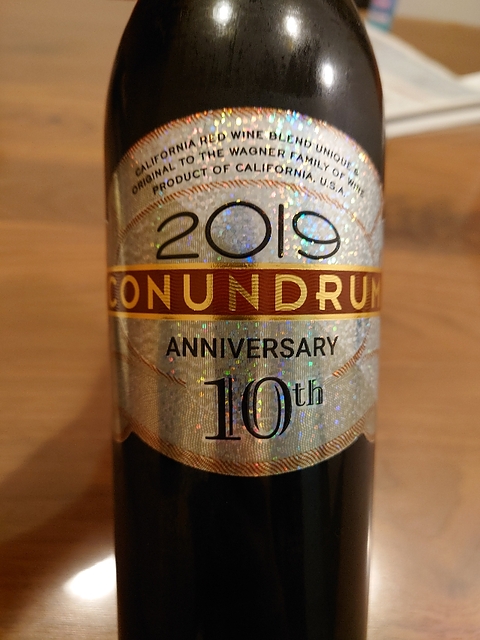 CALIFORNIA RED WINE BLEND UNIQUE &
ORIGINAL TO THE WAGNER FAMILY OF WINE
PRODUCT OF CALIFORNIA, U.S.A.
2019
CONUNDRUM
ANNIVERSARY
10th